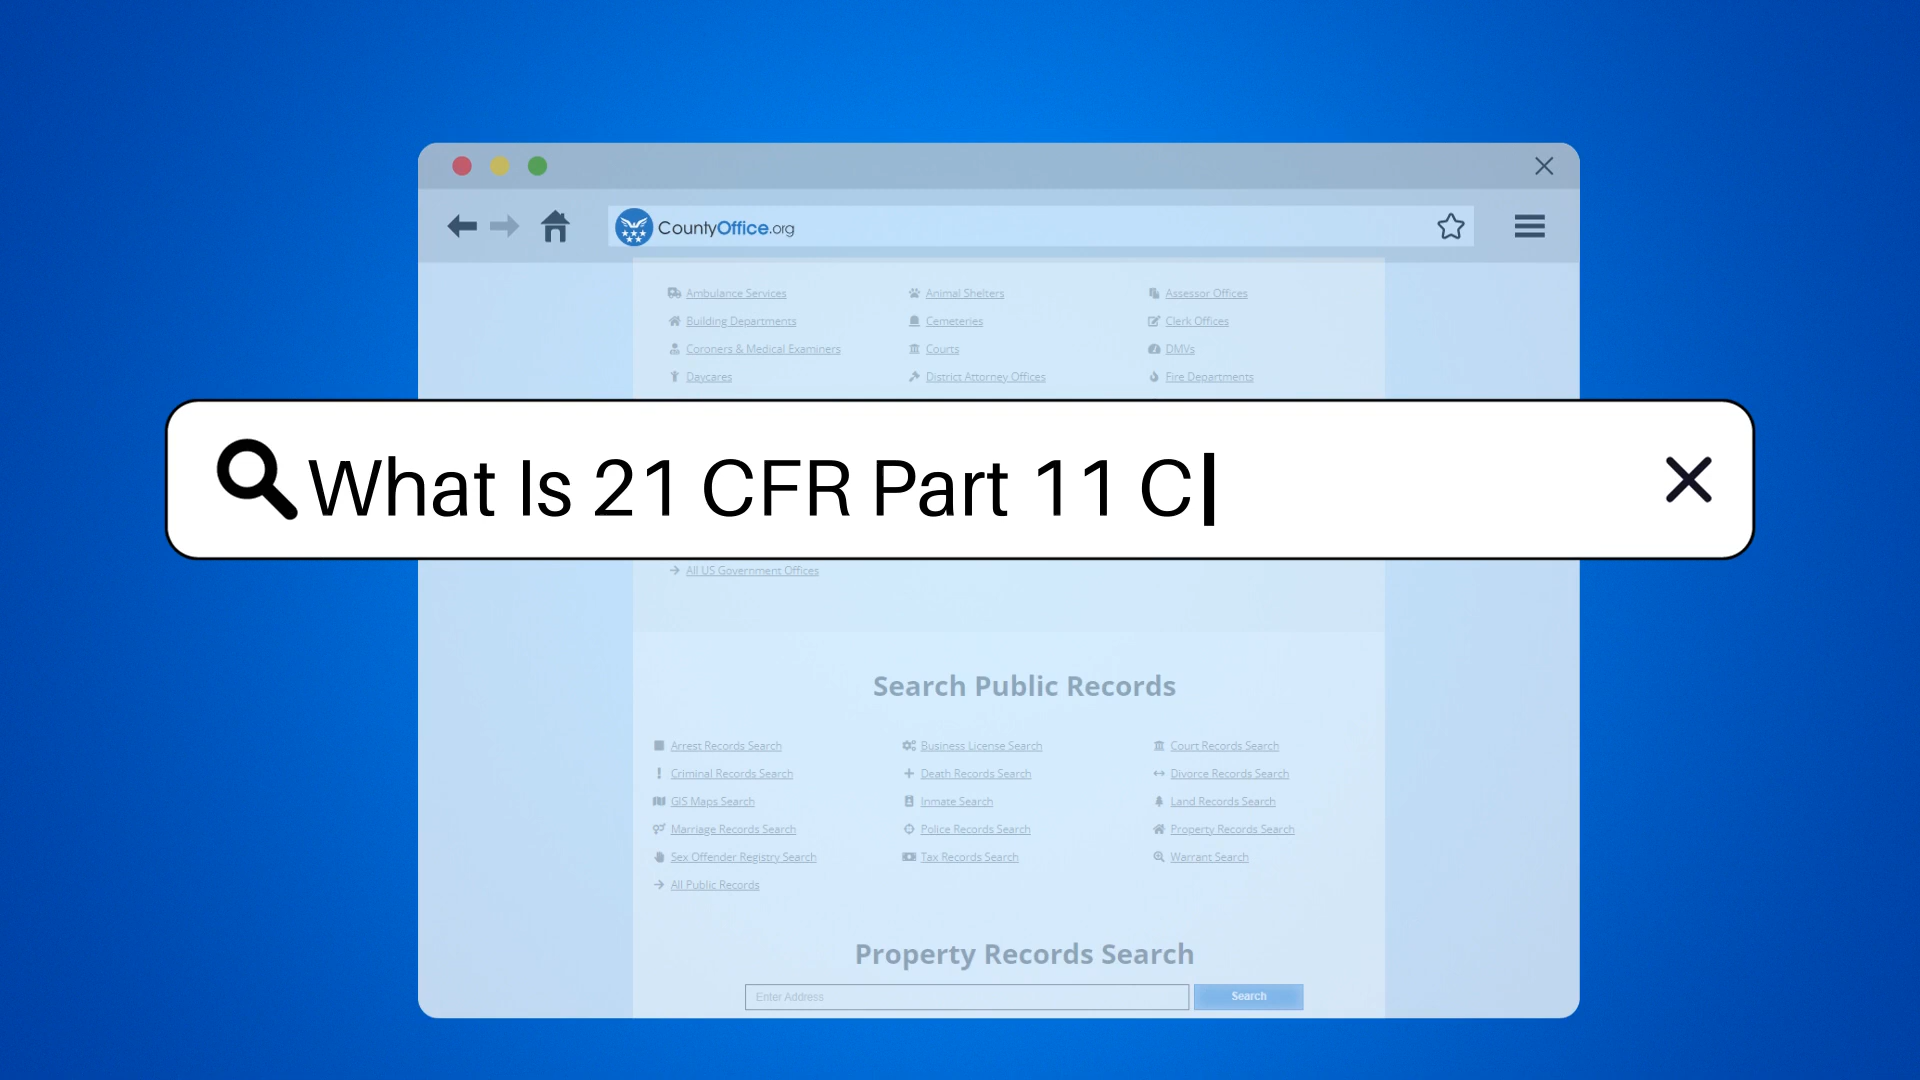 CountyOffice.org
Ambulance Services Animal Shelters Assessor Offices
Building Departments Cemeteries Clerk Offices
Coroners & Medical Examiners Courts DMVs
Daycares District Attorney Offices Fire Departments
What Is 21 CFR Part 11 C
All US Government Offices
Search Public Records
Arrest Records Search Business License Search Court Records Search
Criminal Records Search Death Records Search Divorce Records Search
GIS Maps Search Inmate Search Land Records Search
Marriage Records Search Police Records Search Property Records Search
Sex Offender Registry Search Tax Records Search Warrant Search
All Public Records
Property Records Search
Enter Address Search